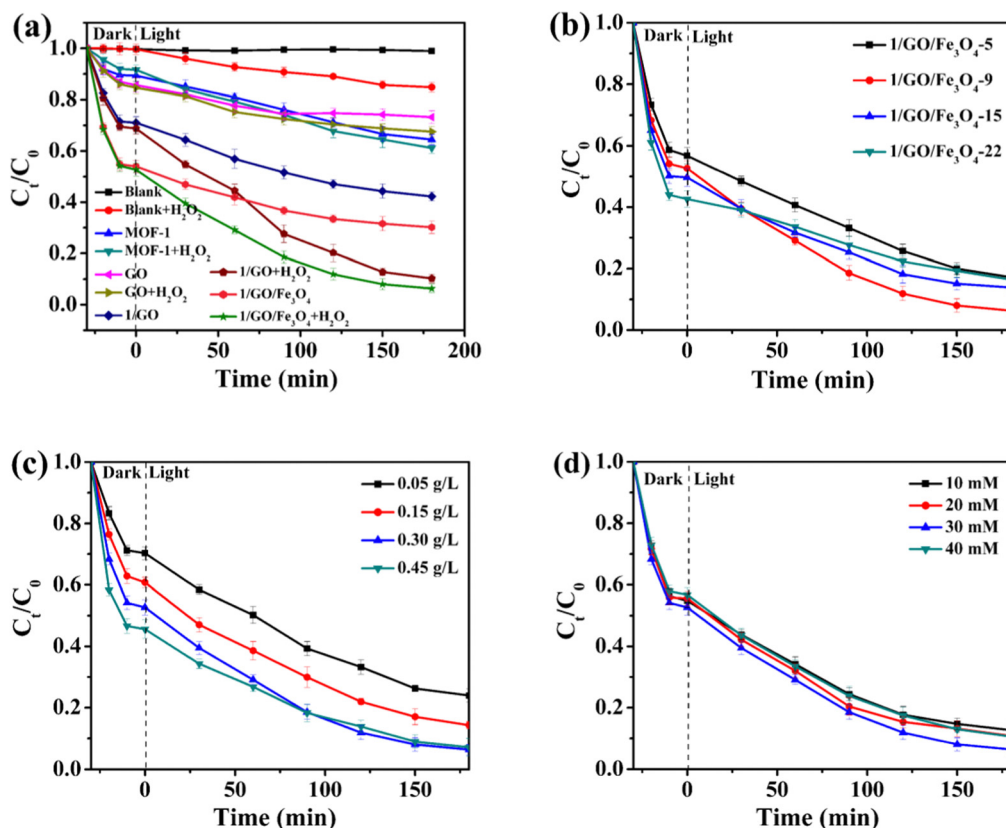 (a)
Dark Light
Blank
Blank+H₂O₂
MOF-1
MOF-1+H₂O₂
GO
GO+H₂O₂
1/GO
1/GO+H₂O₂
1/GO/Fe₃O₄
1/GO/Fe₃O₄+H₂O₂
Cₜ/C₀
1.0
0.8
0.6
0.4
0.2
0.0
0 50 100 150 200
Time (min)
(b)
Dark Light
1/GO/Fe₃O₄-5
1/GO/Fe₃O₄-9
1/GO/Fe₃O₄-15
1/GO/Fe₃O₄-22
Cₜ/C₀
1.0
0.8
0.6
0.4
0.2
0.0
0 50 100 150
Time (min)
(c)
Dark Light
0.05 g/L
0.15 g/L
0.30 g/L
0.45 g/L
Cₜ/C₀
1.0
0.8
0.6
0.4
0.2
0.0
0 50 100 150
Time (min)
(d)
Dark Light
10 mM
20 mM
30 mM
40 mM
Cₜ/C₀
1.0
0.8
0.6
0.4
0.2
0.0
0 50 100 150
Time (min)